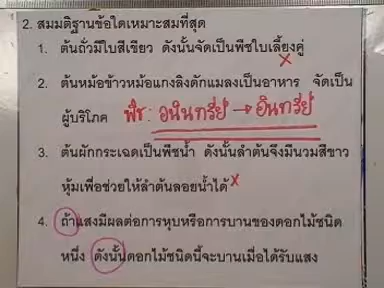 2. สมมติฐานข้อใดเหมาะสมที่สุด
1. ต้นถั่วมีใบสีเขียว ดังนั้นจัดเป็นพืชใบเลี้ยงคู่
×
2. ต้นหม้อข้าวหม้อแกงลิงดักแมลงเป็นอาหาร จัดเป็น
ผู้บริโภค พืช: อนินทรีย์ → อินทรีย์
3. ต้นผักกระเฉดเป็นพืชน้ำ ดังนั้นลำต้นจึงมีนวมสีขาว
หุ้มเพื่อช่วยให้ลำต้นลอยน้ำได้ ×
4. ถ้าแสงมีผลต่อการหุบหรือการบานของดอกไม้ชนิด
หนึ่ง ดังนั้นดอกไม้ชนิดนี้จะบานเมื่อได้รับแสง